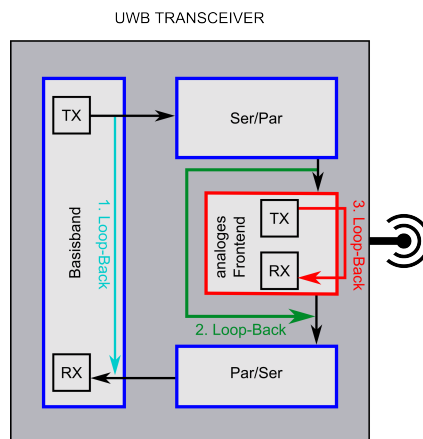 UWB TRANSCEIVER
TX
Ser/Par
1. Loop-Back
Basisband
analoges
Frontend
TX
RX
3. Loop-Back
2. Loop-Back
RX
Par/Ser